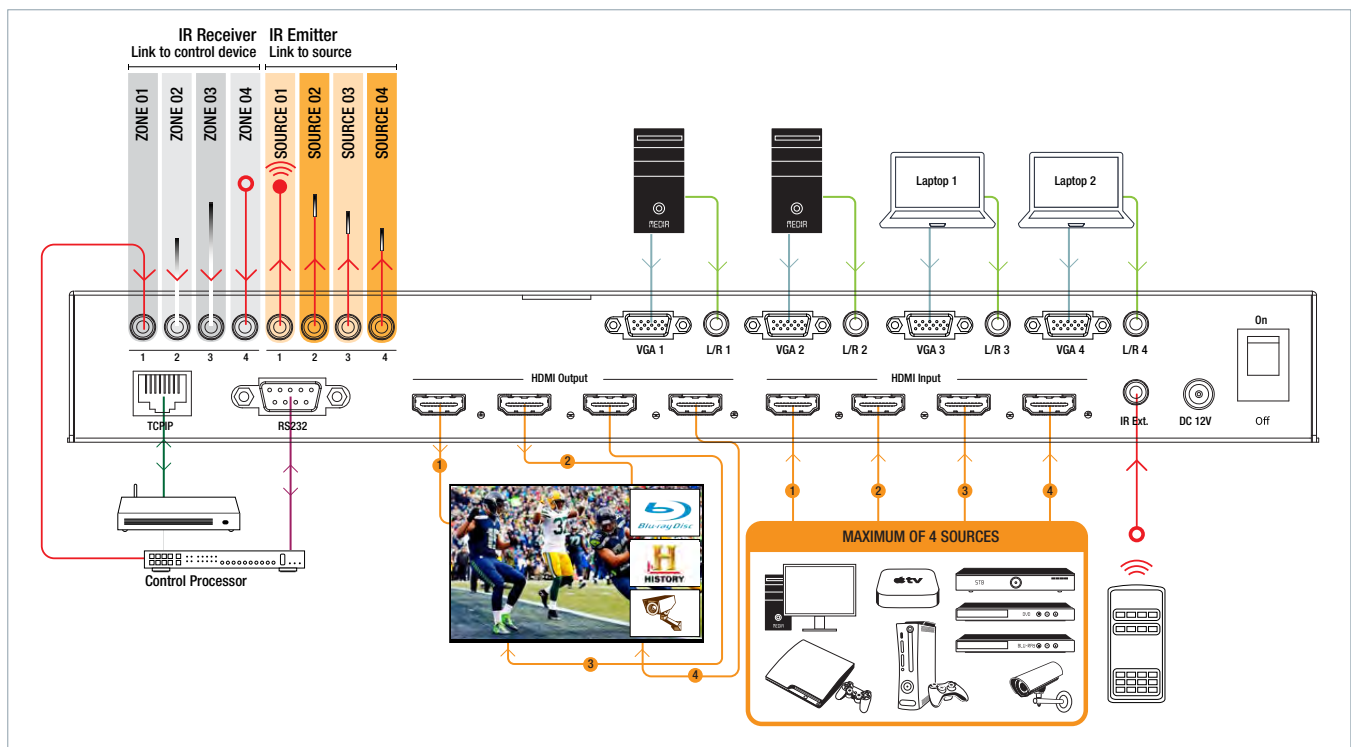 IR Receiver
Link to control device
IR Emitter
Link to source
ZONE 01
ZONE 02
ZONE 03
ZONE 04
SOURCE 01
SOURCE 02
SOURCE 03
SOURCE 04
MEDIA
MEDIA
Laptop 1
Laptop 2
1 2 3 4 1 2 3 4
VGA 1
L/R 1
VGA 2
L/R 2
VGA 3
L/R 3
VGA 4
L/R 4
On
Off
TCPIP
RS232
HDMI Output
HDMI Input
IR Ext.
DC 12V
1
2
3
4
1
2
3
4
Control Processor
Blu-ray Disc
H
HISTORY
MAXIMUM OF 4 SOURCES
MEDIA
tv
STB
DVD
BLU-RAY